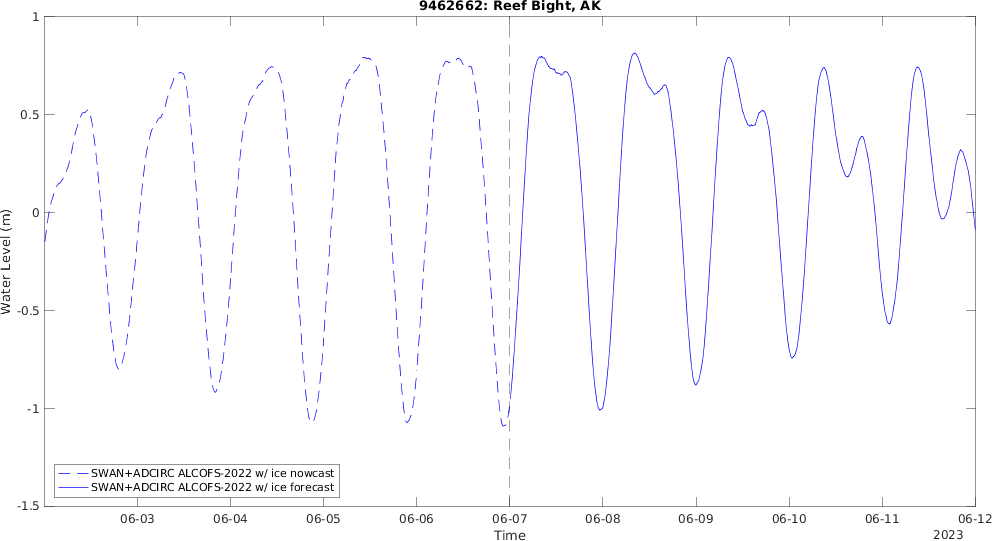 9462662: Reef Bight, AK
1
0.5
0
-0.5
-1
-1.5
Water Level (m)
SWAN+ADCIRC ALCOFS-2022 w/ ice nowcast
SWAN+ADCIRC ALCOFS-2022 w/ ice forecast
06-03 06-04 06-05 06-06 06-07 06-08 06-09 06-10 06-11 06-12
Time
2023